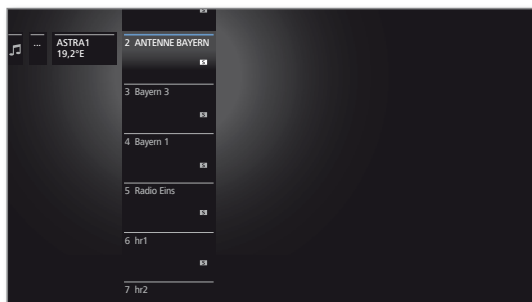 S
...
ASTRA1
19,2°E
2 ANTENNE BAYERN
S
3 Bayern 3
S
4 Bayern 1
S
5 Radio Eins
S
6 hr1
S
7 hr2